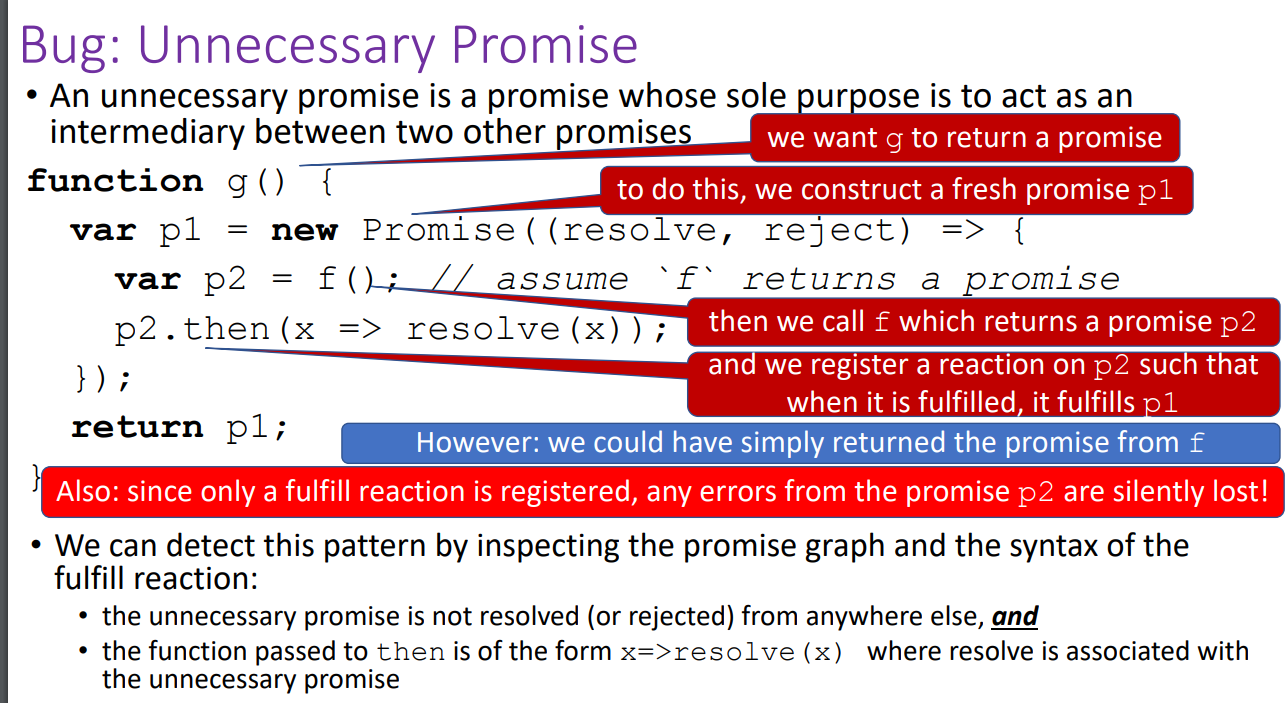 Bug: Unnecessary Promise
• An unnecessary promise is a promise whose sole purpose is to act as an
intermediary between two other promises
we want g to return a promise
function g() {
to do this, we construct a fresh promise p1
var p1 = new Promise((resolve, reject) => {
var p2 = f(); // assume `f` returns a promise
then we call f which returns a promise p2
p2.then(x => resolve(x));
and we register a reaction on p2 such that
when it is fulfilled, it fulfills p1
});
return p1;
However: we could have simply returned the promise from f
}
Also: since only a fulfill reaction is registered, any errors from the promise p2 are silently lost!
• We can detect this pattern by inspecting the promise graph and the syntax of the
fulfill reaction:
• the unnecessary promise is not resolved (or rejected) from anywhere else, and
• the function passed to then is of the form x=>resolve(x) where resolve is associated with
the unnecessary promise